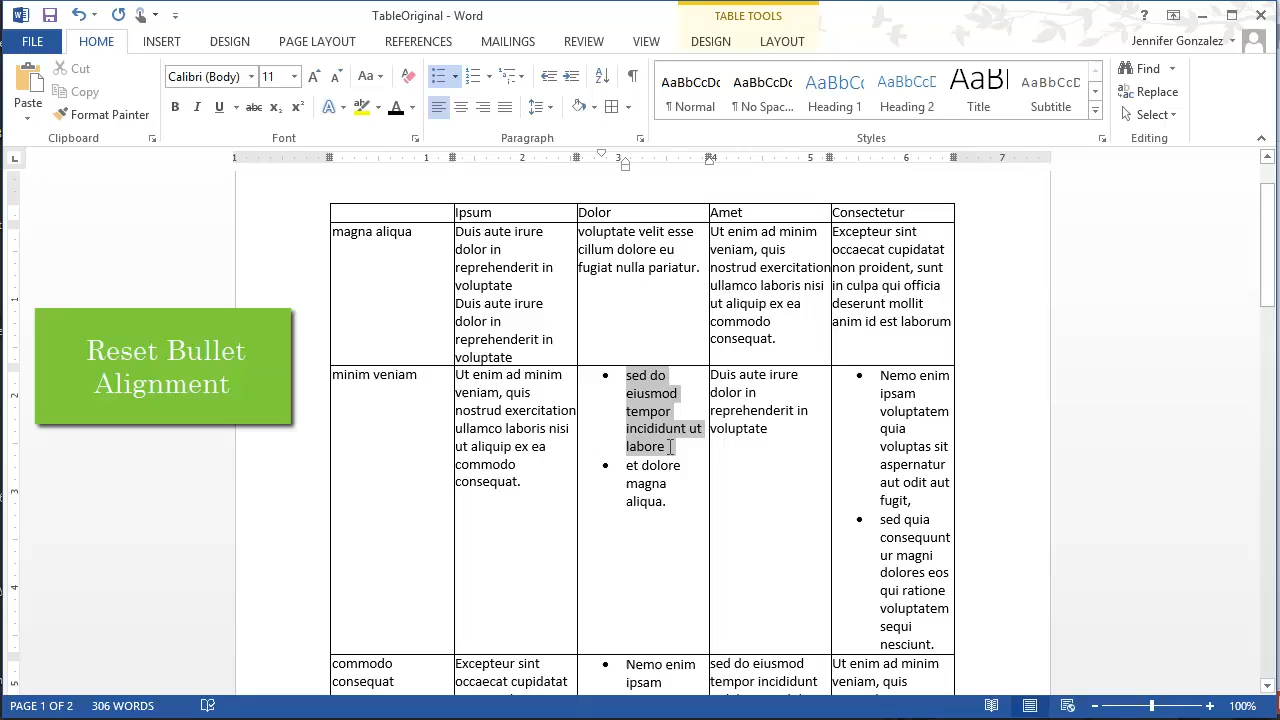 TableOriginal - Word
TABLE TOOLS
FILE HOME INSERT DESIGN PAGE LAYOUT REFERENCES MAILINGS REVIEW VIEW DESIGN LAYOUT
Jennifer Gonzalez
Paste
Cut
Copy
Format Painter
Clipboard
Calibri (Body) 11
Font
Paragraph
AaBbCcDc AaBbCcDc AaBbCc AaBbCcD AaBI AaBbCcD
¶ Normal ¶ No Spac... Heading 1 Heading 2 Title Subtitle
Styles
Find
Replace
Select
Editing
1 1 2 3 4 5 6 7
Reset Bullet
Alignment
Ipsum Dolor Amet Consectetur
magna aliqua
Duis aute irure
dolor in
reprehenderit in
voluptate
Duis aute irure
dolor in
reprehenderit in
voluptate
voluptate velit esse
cillum dolore eu
fugiat nulla pariatur.
Ut enim ad minim
veniam, quis
nostrud exercitation
ullamco laboris nisi
ut aliquip ex ea
commodo
consequat.
Excepteur sint
occaecat cupidatat
non proident, sunt
in culpa qui officia
deserunt mollit
anim id est laborum
minim veniam
Ut enim ad minim
veniam, quis
nostrud exercitation
ullamco laboris nisi
ut aliquip ex ea
commodo
consequat.
• sed do
eiusmod
tempor
incididunt ut
labore
• et dolore
magna
aliqua.
Duis aute irure
dolor in
reprehenderit in
voluptate
• Nemo enim
ipsam
voluptatem
quia
voluptas sit
aspernatur
aut odit aut
fugit,
• sed quia
consequunt
ur magni
dolores eos
qui ratione
voluptatem
sequi
nesciunt.
commodo
consequat
Excepteur sint
occaecat cupidatat
• Nemo enim
ipsam
sed do eiusmod
tempor incididunt
Ut enim ad minim
veniam, quis
PAGE 1 OF 2 306 WORDS 100%